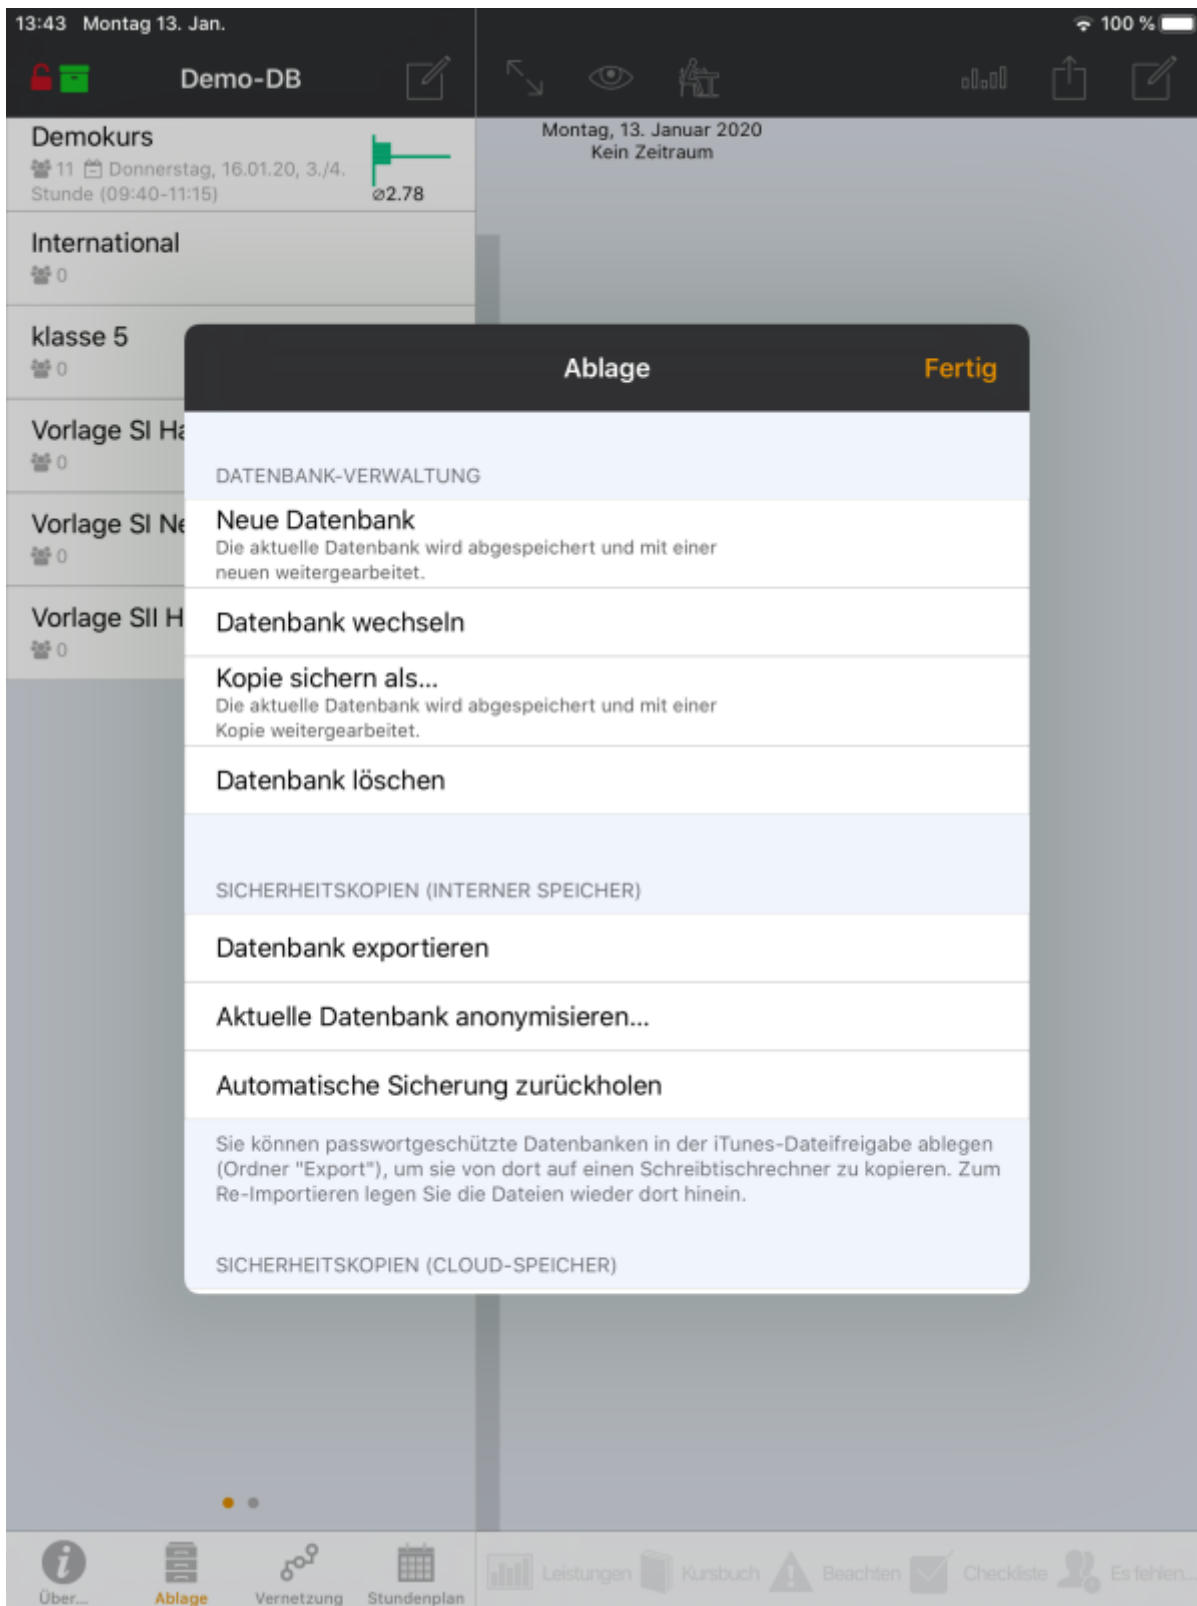 13:43 Montag 13. Jan.
100 %
Demo-DB
Demokurs
11 Donnerstag, 16.01.20, 3./4.
Stunde (09:40-11:15)
⌀2.78
International
0
klasse 5
0
Vorlage SI Ha
0
Vorlage SI Ne
0
Vorlage SII H
0
Montag, 13. Januar 2020
Kein Zeitraum
Ablage
Fertig
DATENBANK-VERWALTUNG
Neue Datenbank
Die aktuelle Datenbank wird abgespeichert und mit einer
neuen weitergearbeitet.
Datenbank wechseln
Kopie sichern als...
Die aktuelle Datenbank wird abgespeichert und mit einer
Kopie weitergearbeitet.
Datenbank löschen
SICHERHEITSKOPIEN (INTERNER SPEICHER)
Datenbank exportieren
Aktuelle Datenbank anonymisieren...
Automatische Sicherung zurückholen
Sie können passwortgeschützte Datenbanken in der iTunes-Dateifreigabe ablegen
(Ordner "Export"), um sie von dort auf einen Schreibtischrechner zu kopieren. Zum
Re-Importieren legen Sie die Dateien wieder dort hinein.
SICHERHEITSKOPIEN (CLOUD-SPEICHER)
Über... Ablage Vernetzung Stundenplan Leistungen Kursbuch Beachten Checkliste Es fehlen...